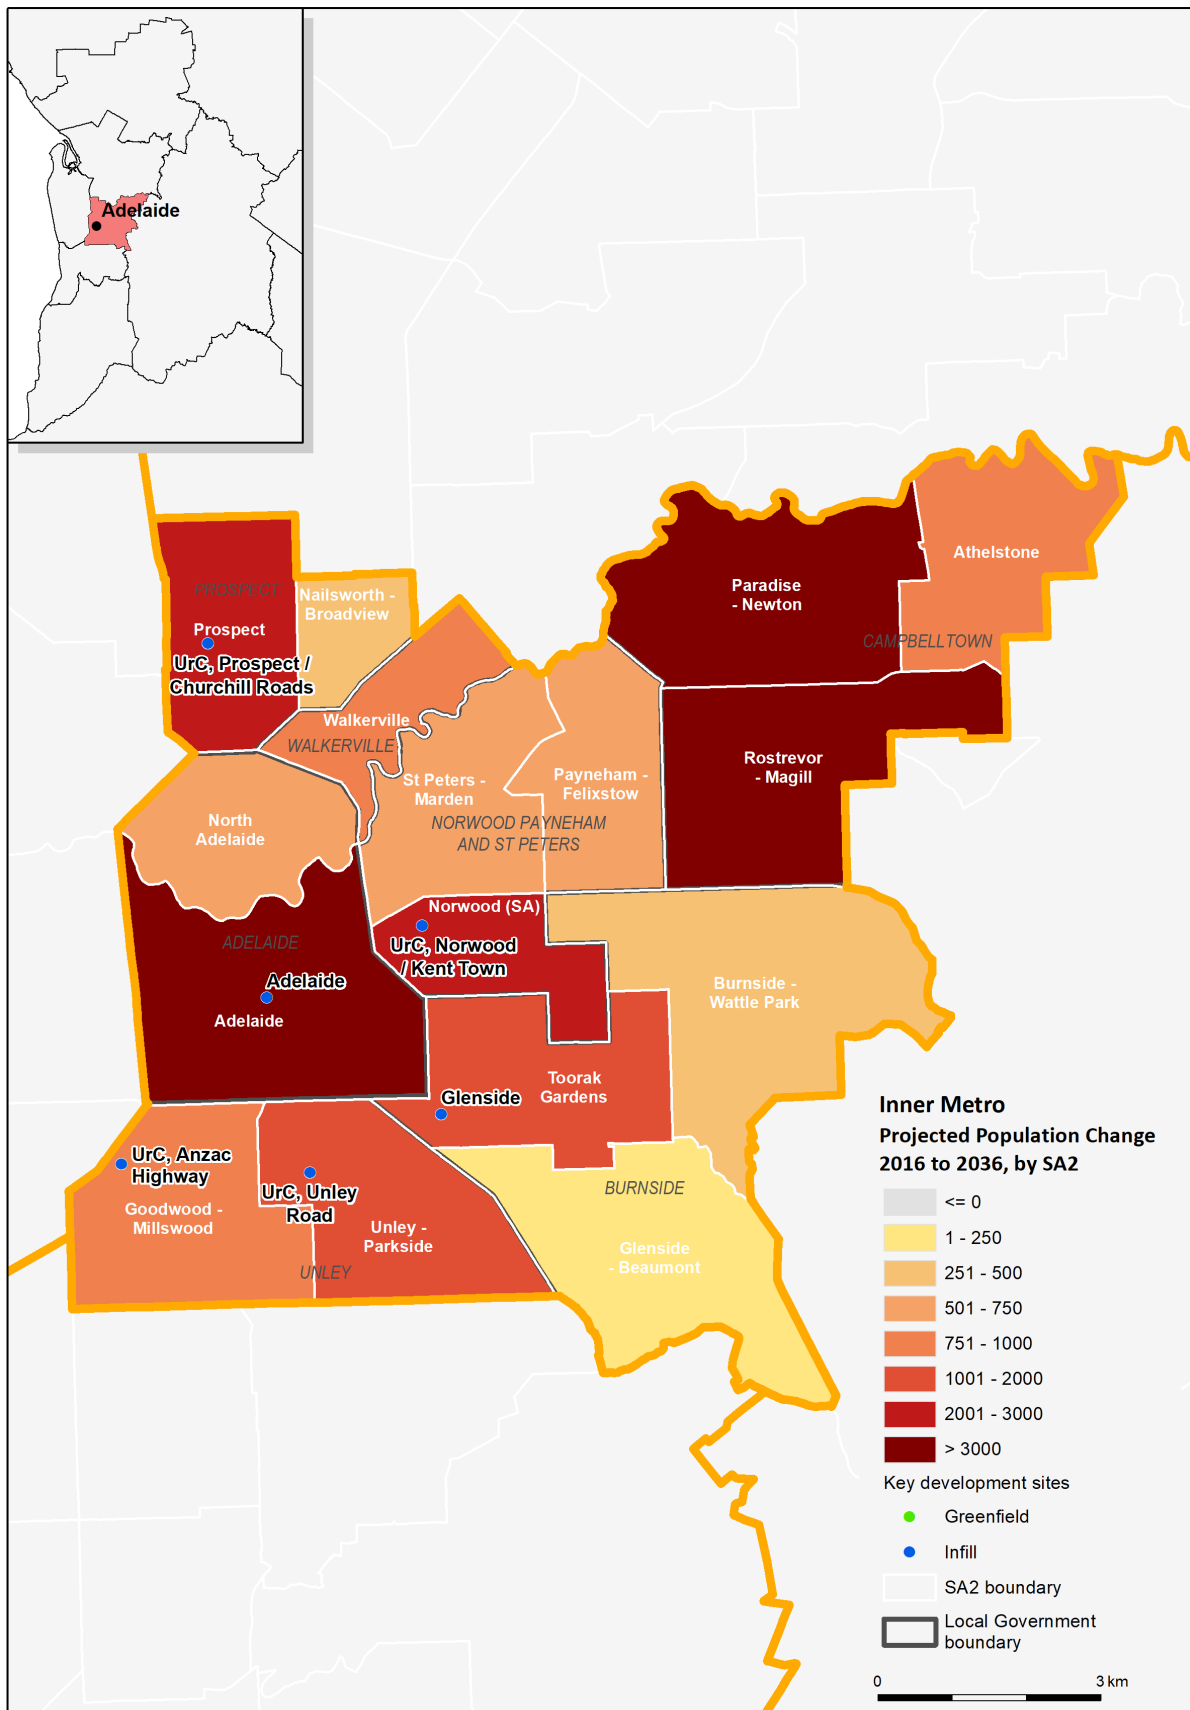 Adelaide
PROSPECT
Nailsworth -
Broadview
Prospect
UrC, Prospect /
Churchill Roads
Paradise
- Newton
Athelstone
CAMPBELLTOWN
Walkerville
WALKERVILLE
St Peters -
Marden
Payneham -
Felixstow
Rostrevor
- Magill
North
Adelaide
NORWOOD PAYNEHAM
AND ST PETERS
Norwood (SA)
UrC, Norwood
/ Kent Town
ADELAIDE
Adelaide
Adelaide
Burnside -
Wattle Park
Toorak
Gardens
Glenside
UrC, Anzac
Highway
UrC, Unley
Road
Goodwood -
Millswood
Unley -
Parkside
UNLEY
BURNSIDE
Glenside
- Beaumont
Inner Metro
Projected Population Change
2016 to 2036, by SA2
<= 0
1 - 250
251 - 500
501 - 750
751 - 1000
1001 - 2000
2001 - 3000
> 3000
Key development sites
Greenfield
Infill
SA2 boundary
Local Government
boundary
0 3 km